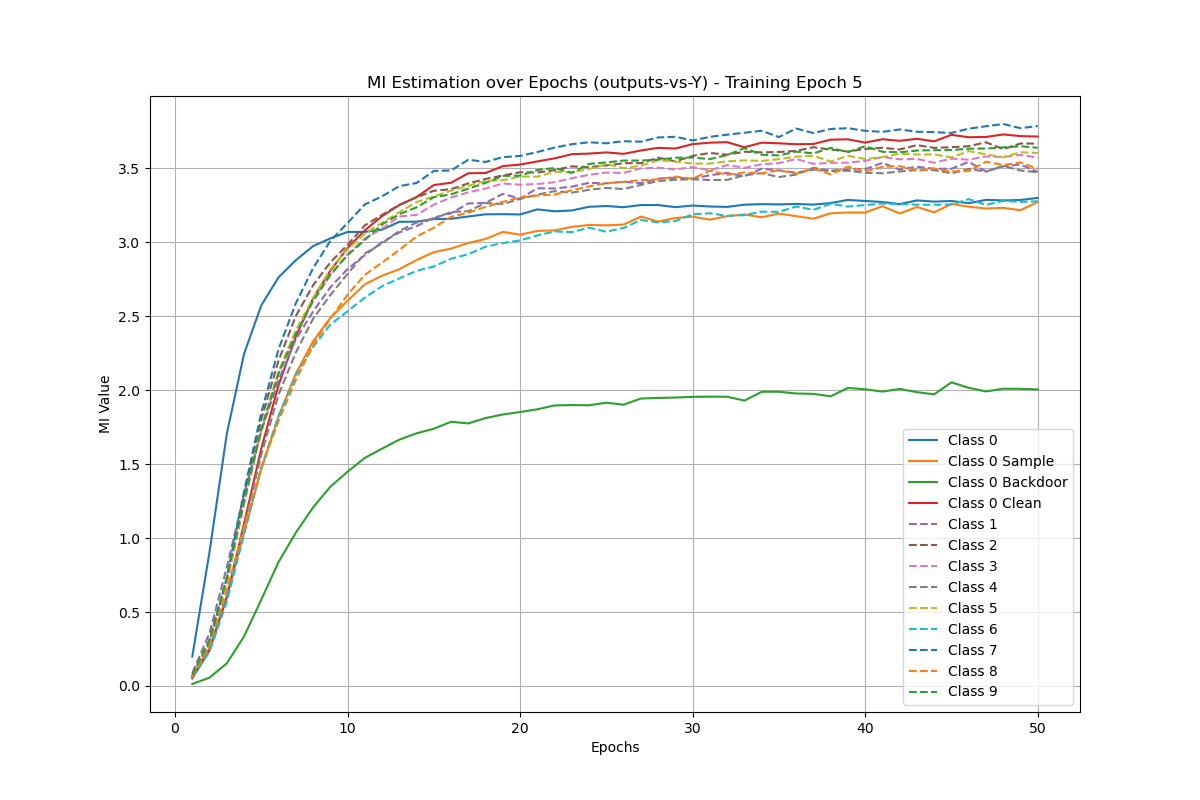 MI Estimation over Epochs (outputs-vs-Y) - Training Epoch 5
MI Value
3.5
3.0
2.5
2.0
1.5
1.0
0.5
0.0
0
10
20
30
40
50
Epochs
Class 0
Class 0 Sample
Class 0 Backdoor
Class 0 Clean
Class 1
Class 2
Class 3
Class 4
Class 5
Class 6
Class 7
Class 8
Class 9